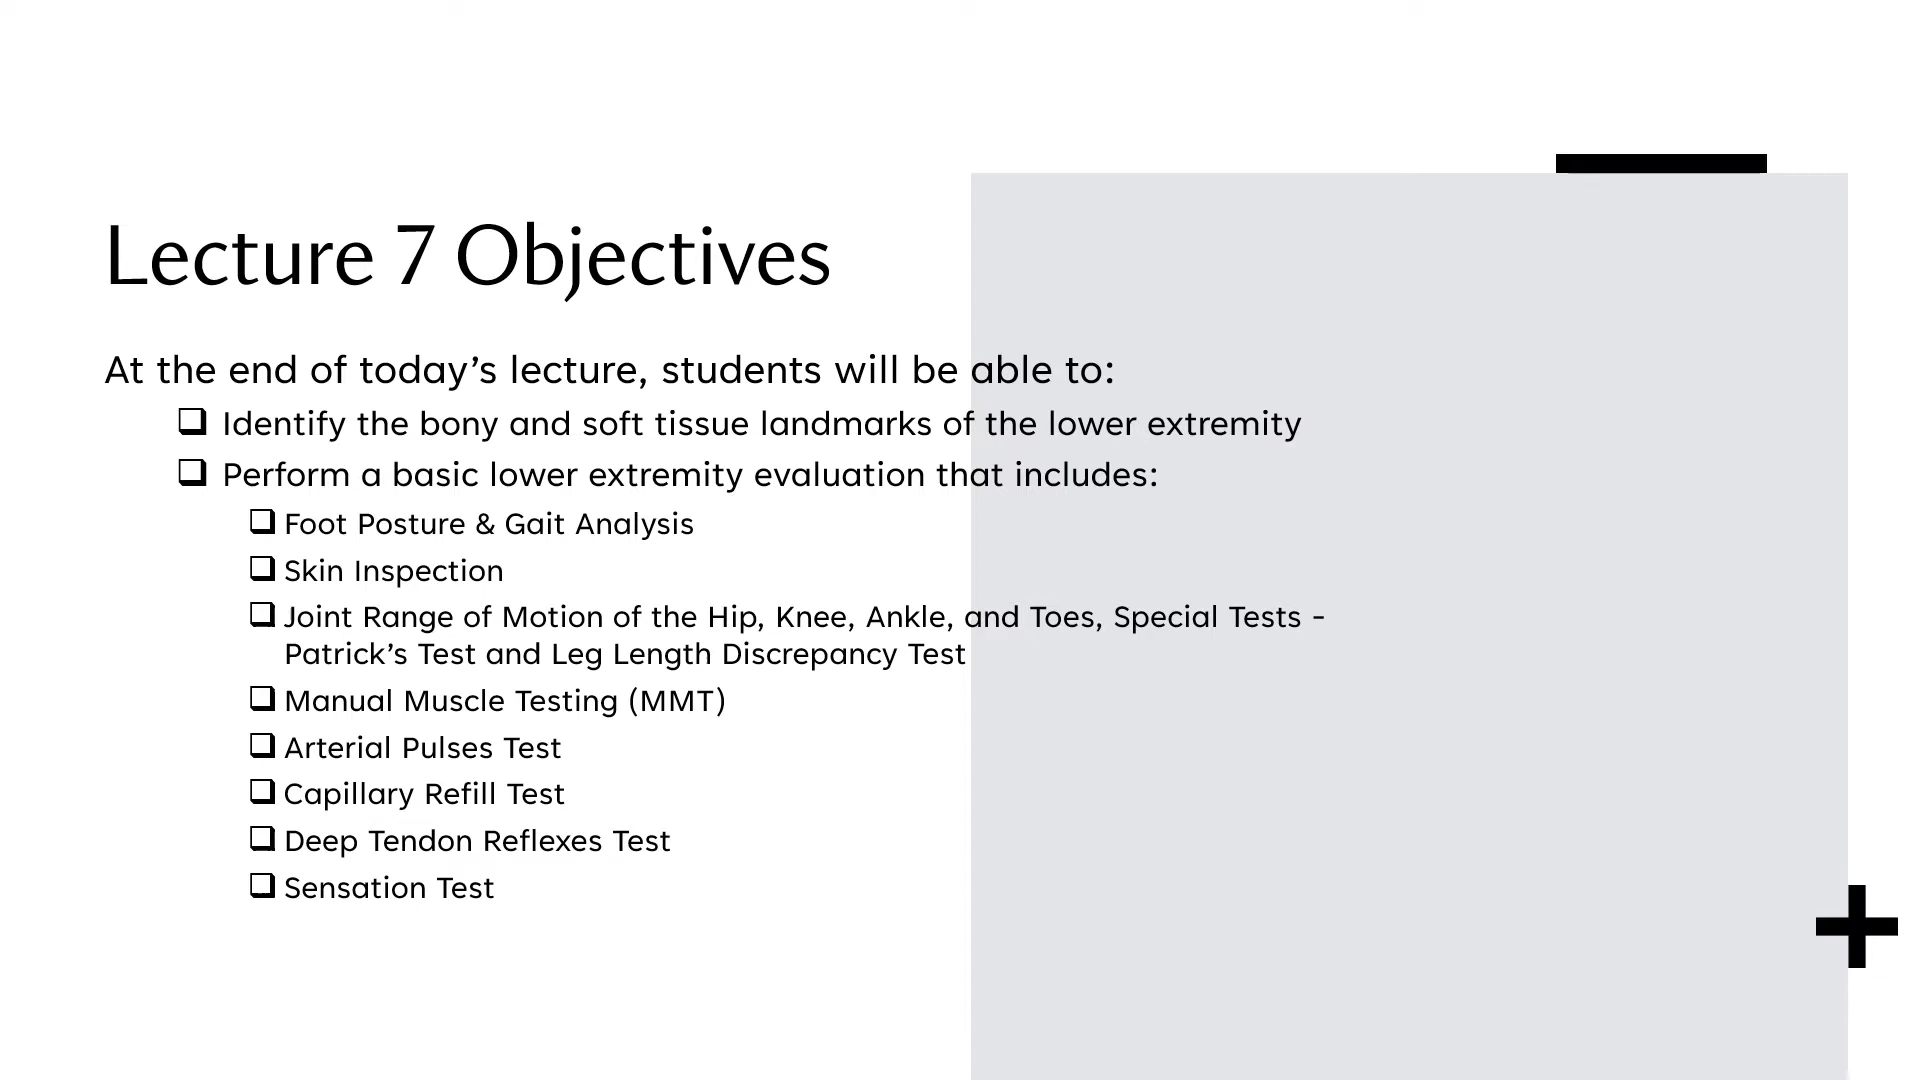 Lecture 7 Objectives
At the end of today’s lecture, students will be able to:
Identify the bony and soft tissue landmarks of the lower extremity
Perform a basic lower extremity evaluation that includes:
Foot Posture & Gait Analysis
Skin Inspection
Joint Range of Motion of the Hip, Knee, Ankle, and Toes, Special Tests -
Patrick’s Test and Leg Length Discrepancy Test
Manual Muscle Testing (MMT)
Arterial Pulses Test
Capillary Refill Test
Deep Tendon Reflexes Test
Sensation Test